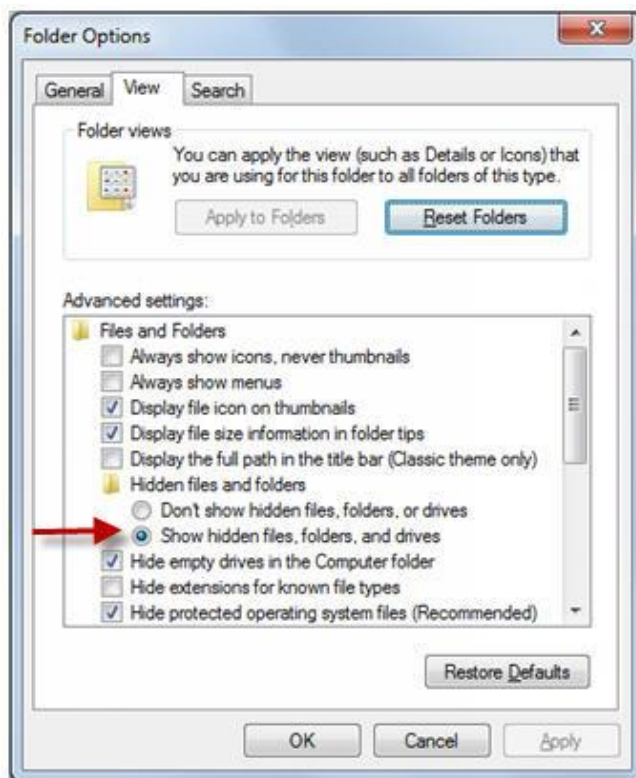 Folder Options
General View Search
Folder views
You can apply the view (such as Details or Icons) that
you are using for this folder to all folders of this type.
Apply to Folders Reset Folders
Advanced settings:
Files and Folders
Always show icons, never thumbnails
Always show menus
Display file icon on thumbnails
Display file size information in folder tips
Display the full path in the title bar (Classic theme only)
Hidden files and folders
Don't show hidden files, folders, or drives
Show hidden files, folders, and drives
Hide empty drives in the Computer folder
Hide extensions for known file types
Hide protected operating system files (Recommended)
Restore Defaults
OK Cancel Apply